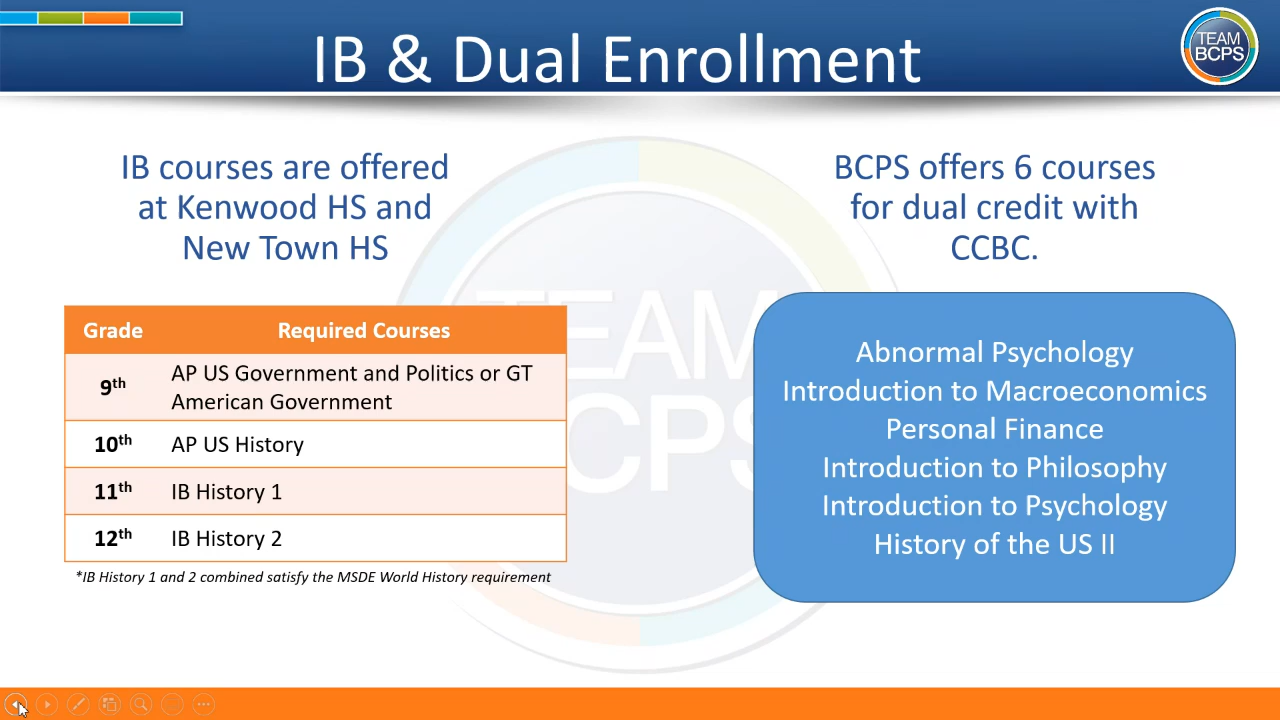 IB & Dual Enrollment
TEAM
BCPS
IB courses are offered
at Kenwood HS and
New Town HS
BCPS offers 6 courses
for dual credit with
CCBC.
Grade Required Courses
9th AP US Government and Politics or GT
American Government
10th AP US History
11th IB History 1
12th IB History 2
*IB History 1 and 2 combined satisfy the MSDE World History requirement
Abnormal Psychology
Introduction to Macroeconomics
Personal Finance
Introduction to Philosophy
Introduction to Psychology
History of the US II
TEAM
BCPS